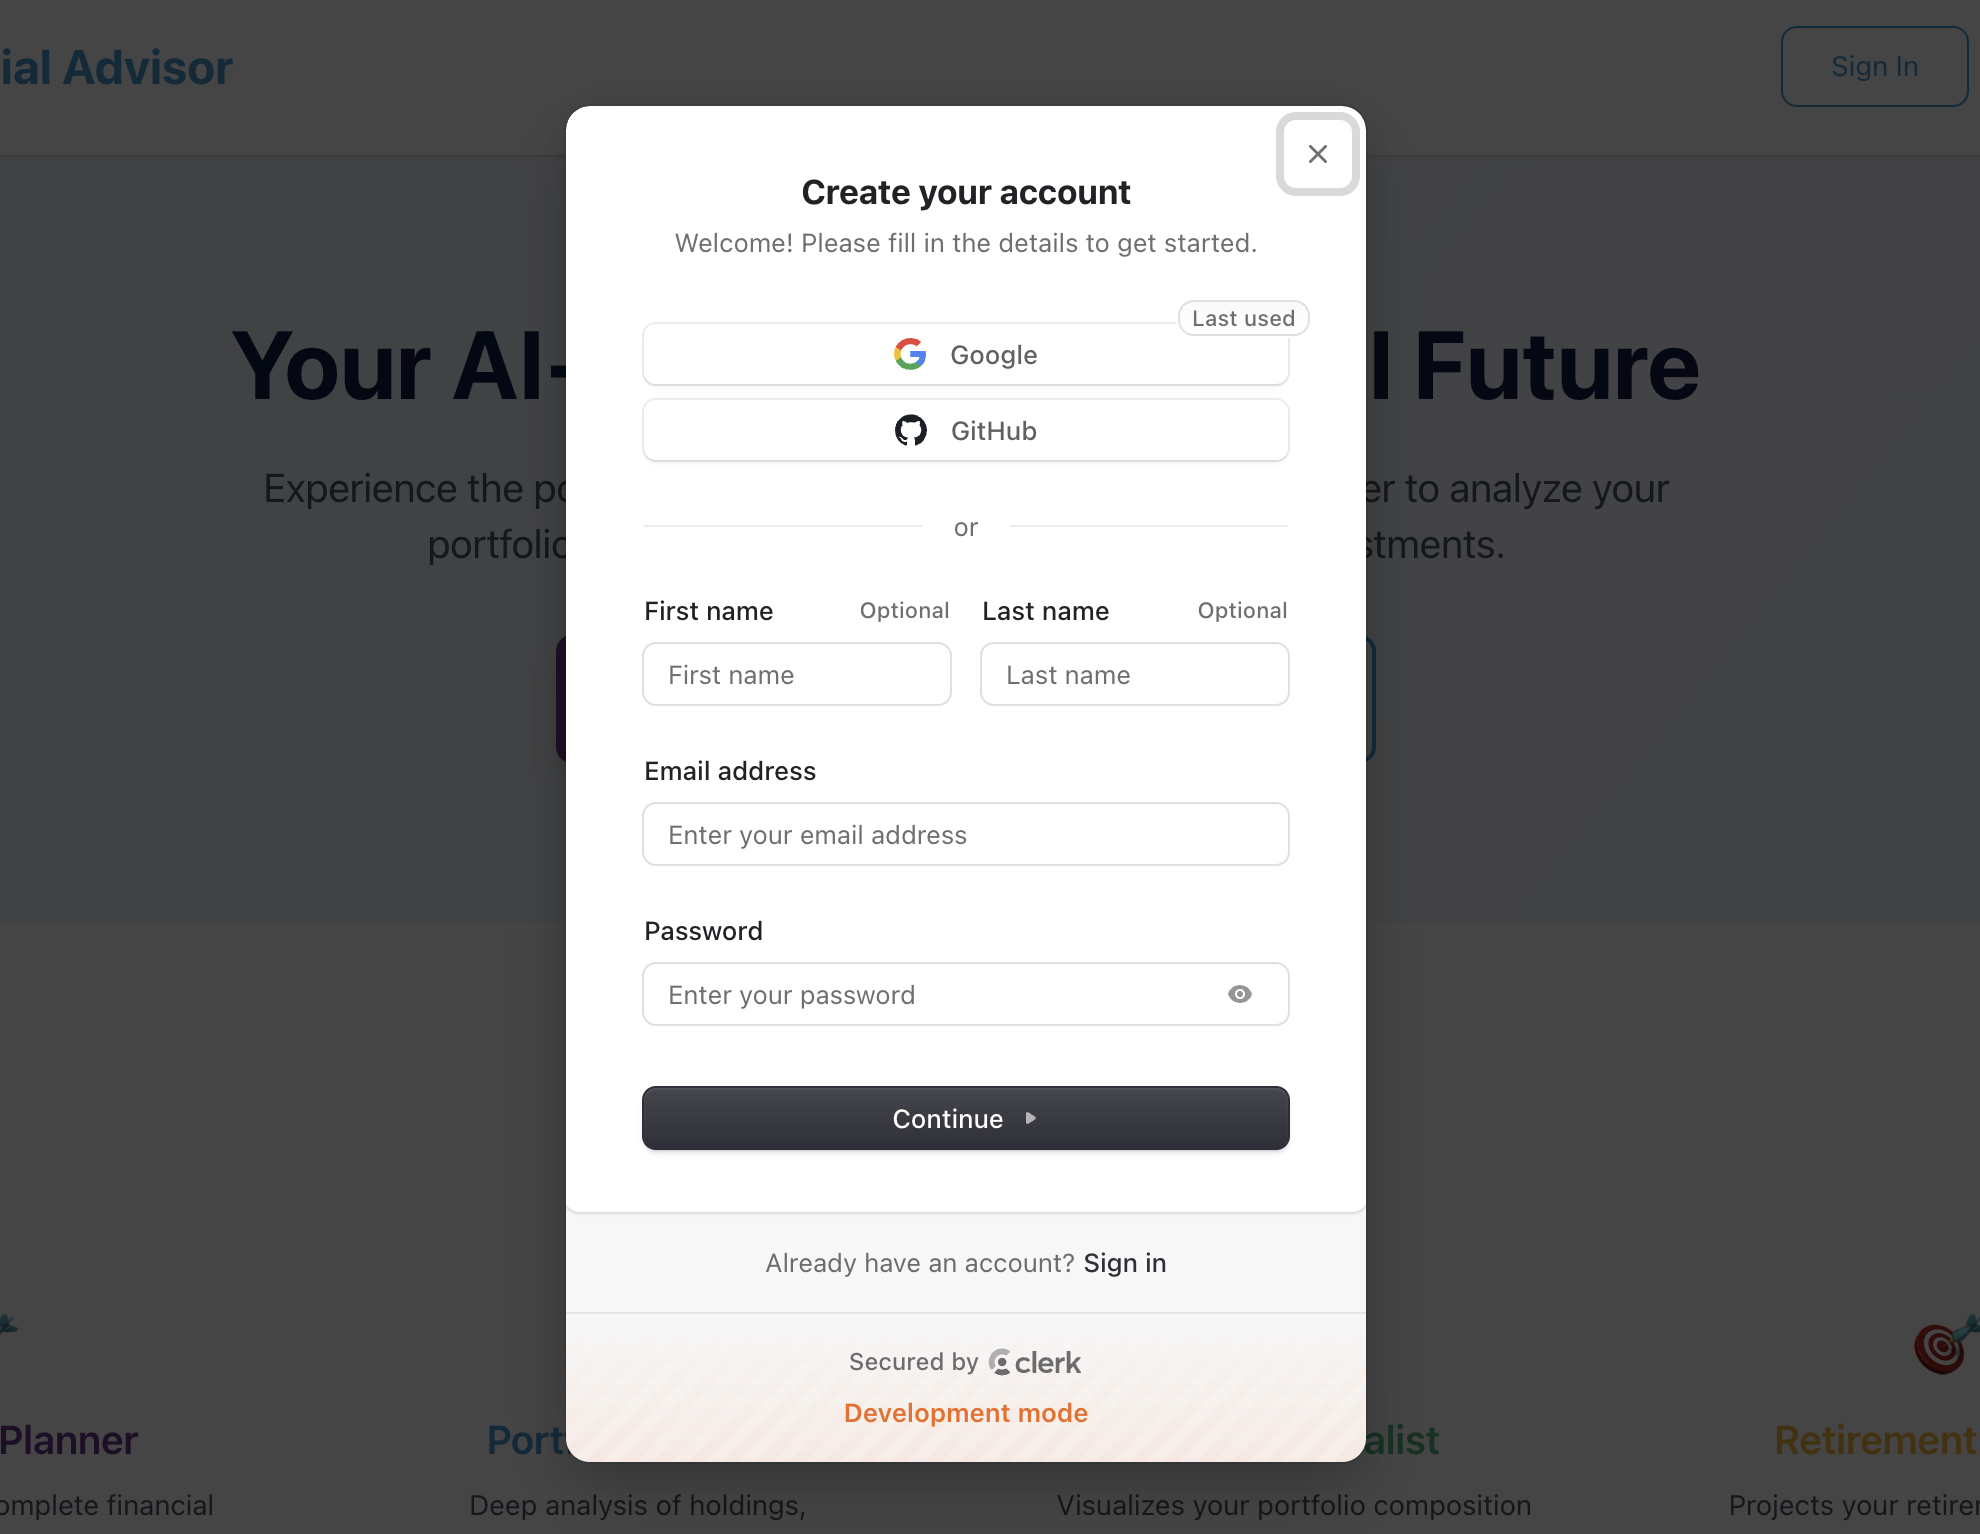 ial Advisor
Sign In
Create your account
Welcome! Please fill in the details to get started.
Last used
Google
GitHub
or
Your AI-
l Future
Experience the
er to analyze your
stments.
First name Optional
Last name Optional
First name
Last name
Email address
Enter your email address
Password
Enter your password
Continue
Already have an account? Sign in
Secured by clerk
Development mode
Planner
Port
alist
Retirement
omplete financial
Deep analysis of holdings,
Visualizes your portfolio composition
Projects your